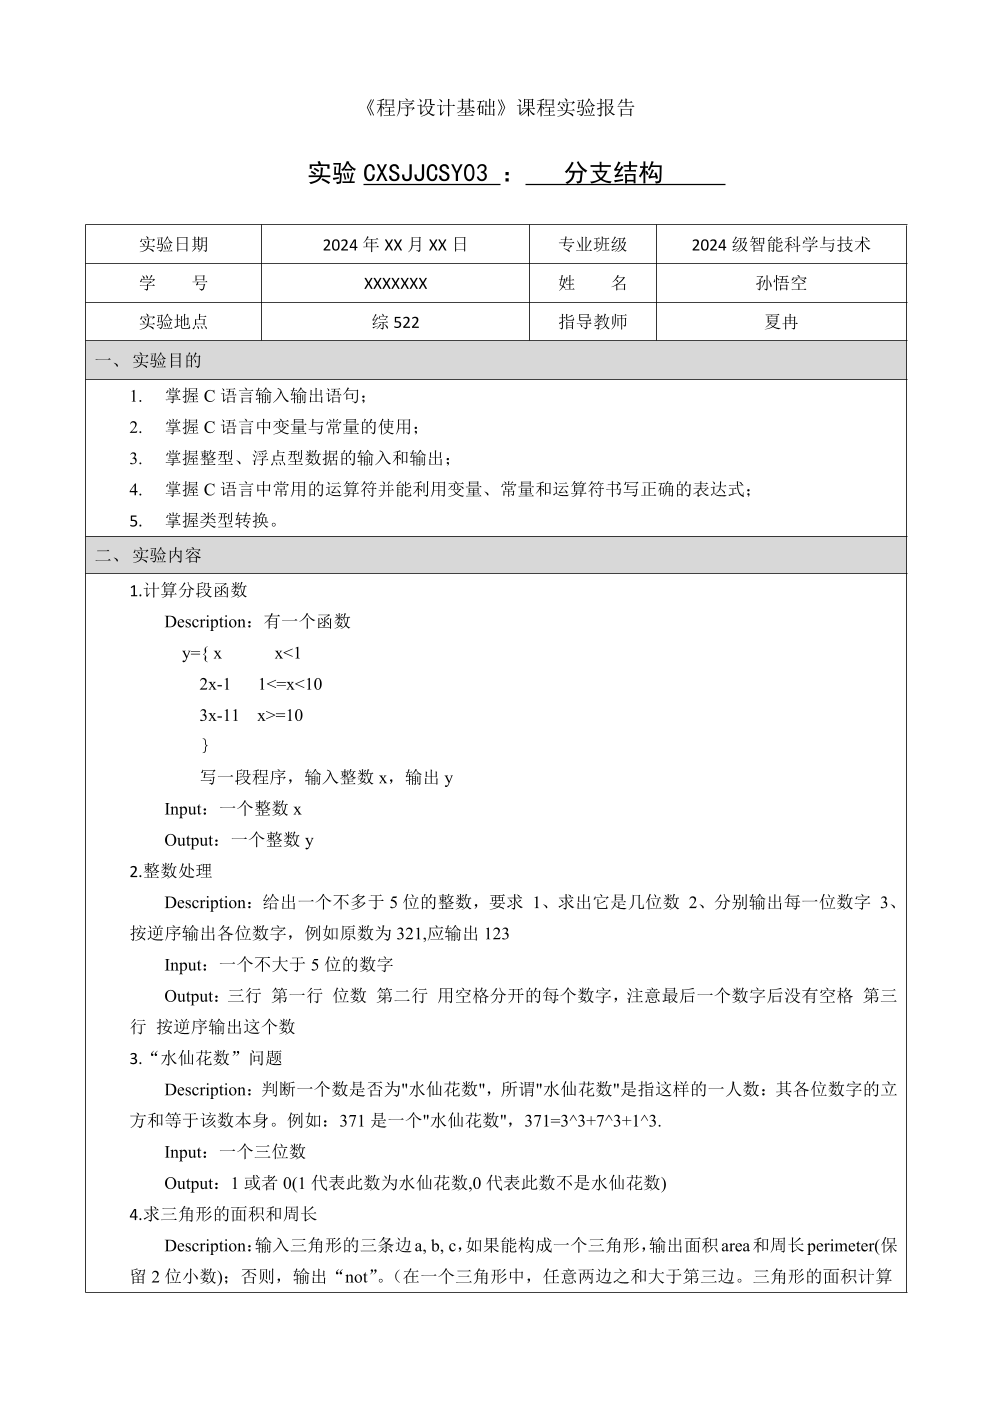 《程序设计基础》课程实验报告
实验 CXSJJCSY03 ： 分支结构
实验日期 2024 年 XX 月 XX 日 专业班级 2024 级智能科学与技术
学 号 XXXXXXX 姓 名 孙悟空
实验地点 综 522 指导教师 夏冉
一、 实验目的
1. 掌握 C 语言输入输出语句；
2. 掌握 C 语言中变量与常量的使用；
3. 掌握整型、浮点型数据的输入和输出；
4. 掌握 C 语言中常用的运算符并能利用变量、常量和运算符书写正确的表达式；
5. 掌握类型转换。
二、 实验内容
1.计算分段函数
Description：有一个函数
y={ x x<1
2x-1 1<=x<10
3x-11 x>=10
}
写一段程序，输入整数 x，输出 y
Input：一个整数 x
Output：一个整数 y
2.整数处理
Description：给出一个不多于 5 位的整数，要求 1、求出它是几位数 2、分别输出每一位数字 3、
按逆序输出各位数字，例如原数为 321,应输出 123
Input：一个不大于 5 位的数字
Output：三行 第一行 位数 第二行 用空格分开的每个数字，注意最后一个数字后没有空格 第三
行 按逆序输出这个数
3.“水仙花数”问题
Description：判断一个数是否为"水仙花数"，所谓"水仙花数"是指这样的一人数：其各位数字的立
方和等于该数本身。例如：371 是一个"水仙花数"，371=3^3+7^3+1^3.
Input：一个三位数
Output：1 或者 0(1 代表此数为水仙花数,0 代表此数不是水仙花数)
4.求三角形的面积和周长
Description：输入三角形的三条边 a, b, c，如果能构成一个三角形，输出面积 area 和周长 perimeter(保
留 2 位小数)；否则，输出“not”。（在一个三角形中，任意两边之和大于第三边。三角形的面积计算